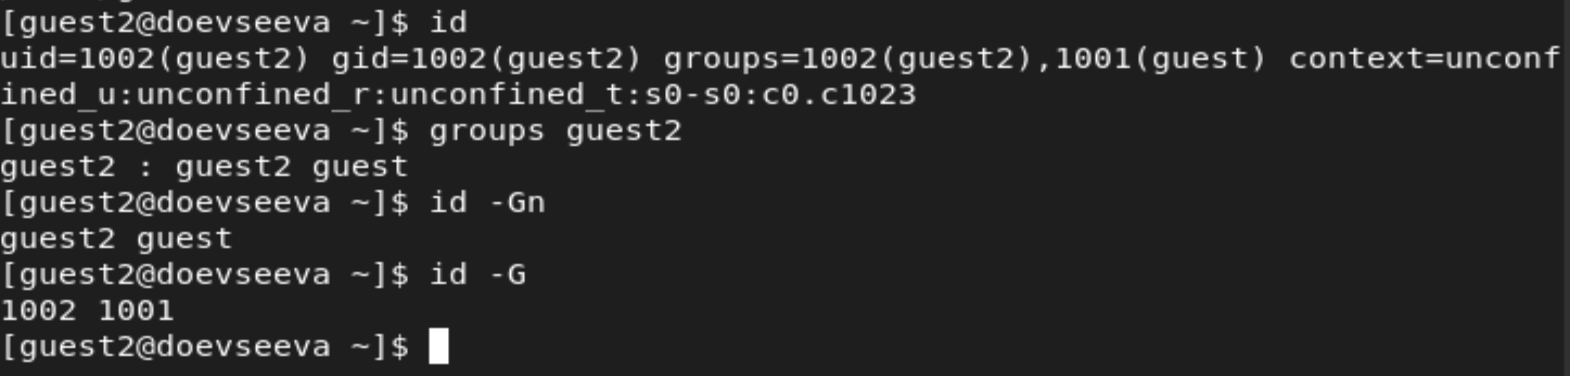 [guest2@doevseeva ~]$ id
uid=1002(guest2) gid=1002(guest2) groups=1002(guest2),1001(guest) context=unconf
ined_u:unconfined_r:unconfined_t:s0-s0:c0.c1023
[guest2@doevseeva ~]$ groups guest2
guest2 : guest2 guest
[guest2@doevseeva ~]$ id -Gn
guest2 guest
[guest2@doevseeva ~]$ id -G
1002 1001
[guest2@doevseeva ~]$